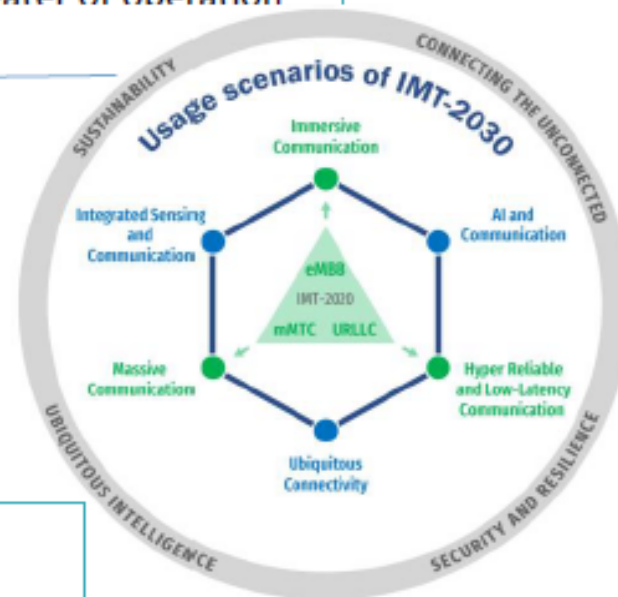 of operation
SUSTAINABILITY
CONNECTING THE UNCONNECTED
Usage scenarios of IMT-2030
Immersive
Communication
Integrated Sensing
and
Communication
AI and
Communication
eMBB
IMT-2020
mMTC URLLC
Massive
Communication
Hyper Reliable
and Low-Latency
Communication
Ubiquitous
Connectivity
UBIQUITOUS INTELLIGENCE
SECURITY AND RESILIENCE